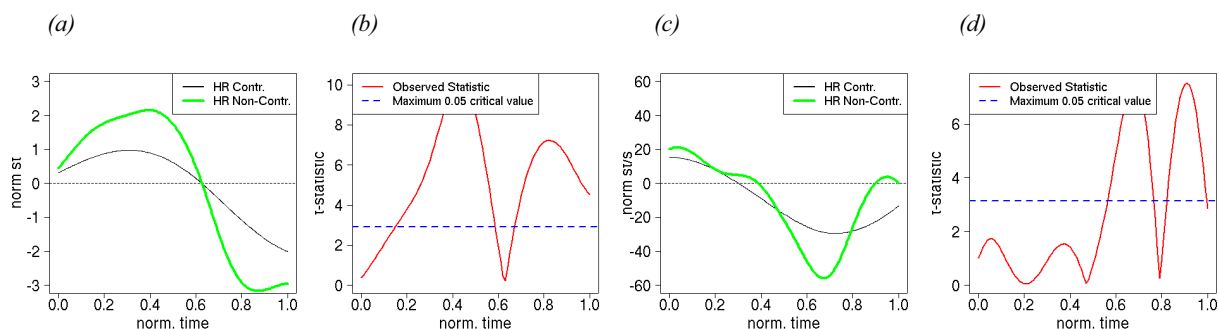 (a)
(b)
(c)
(d)
HR Contr.
HR Non-Contr.
norm st
3
2
1
0
-1
-2
-3
0.0 0.2 0.4 0.6 0.8 1.0
norm. time
Observed Statistic
Maximum 0.05 critical value
τ-statistic
10
8
6
4
2
0
0.0 0.2 0.4 0.6 0.8 1.0
norm. time
HR Contr.
HR Non-Contr.
norm st/s
60
40
20
0
-20
-40
-60
0.0 0.2 0.4 0.6 0.8 1.0
norm. time
Observed Statistic
Maximum 0.05 critical value
τ-statistic
6
4
2
0
0.0 0.2 0.4 0.6 0.8 1.0
norm. time